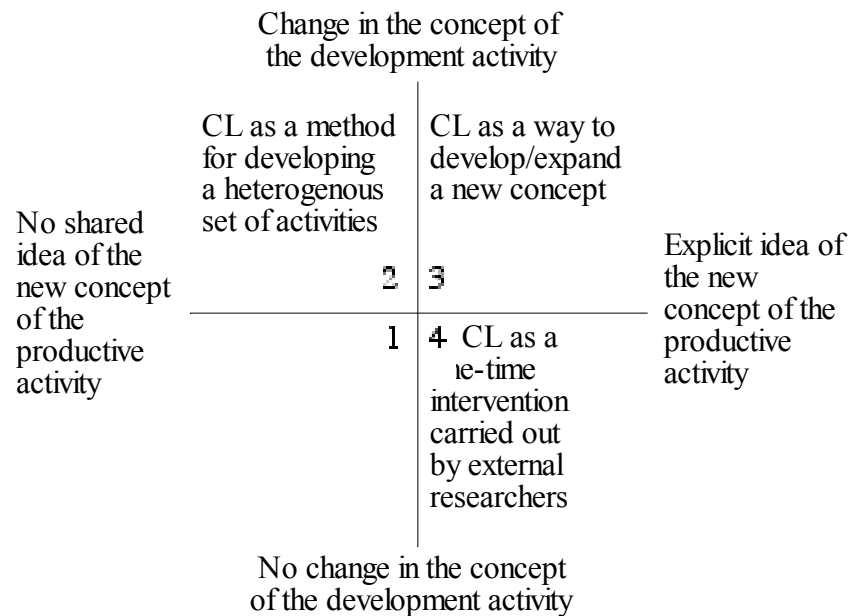 Change in the concept of
the development activity
CL as a method
for developing
a heterogenous
set of activities
CL as a way to
develop/expand
a new concept
No shared
idea of the
new concept
of the
productive
activity
Explicit idea of
the new
concept of the
productive
activity
2 3
1 4 CL as a
intervention
carried out
by external
researchers
No change in the concept
of the development activity